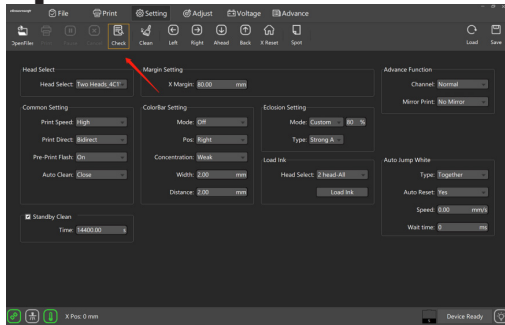 File Print Setting Adjust Voltage Advance
OpenFiles Check Clean Left Right Ahead Back X Reset Spot Load Save
Head Select Margin Setting Advance Function
Head Select: Two Heads_4C1 X Margin: 80.00 mm Channel: Normal
Mirror Print: No Mirror
Common Setting ColorBar Setting Eclosion Setting
Print Speed: High Mode: Off Mode: Custom 80 %
Print Direct: Bidirect Pos: Right Type: Strong A
Pre-Print Flash: On Concentration: Weak Load Ink Auto Jump White
Auto Clean: Close Width: 2.00 mm Head Select: 2 head-All Type: Together
Distance: 2.00 mm Load Ink Auto Reset: Yes
Standby Clean Speed: 0.00 mm/s
Time: 14400.00 s Wait time: 0 ms
X Pos: 0 mm Device Ready